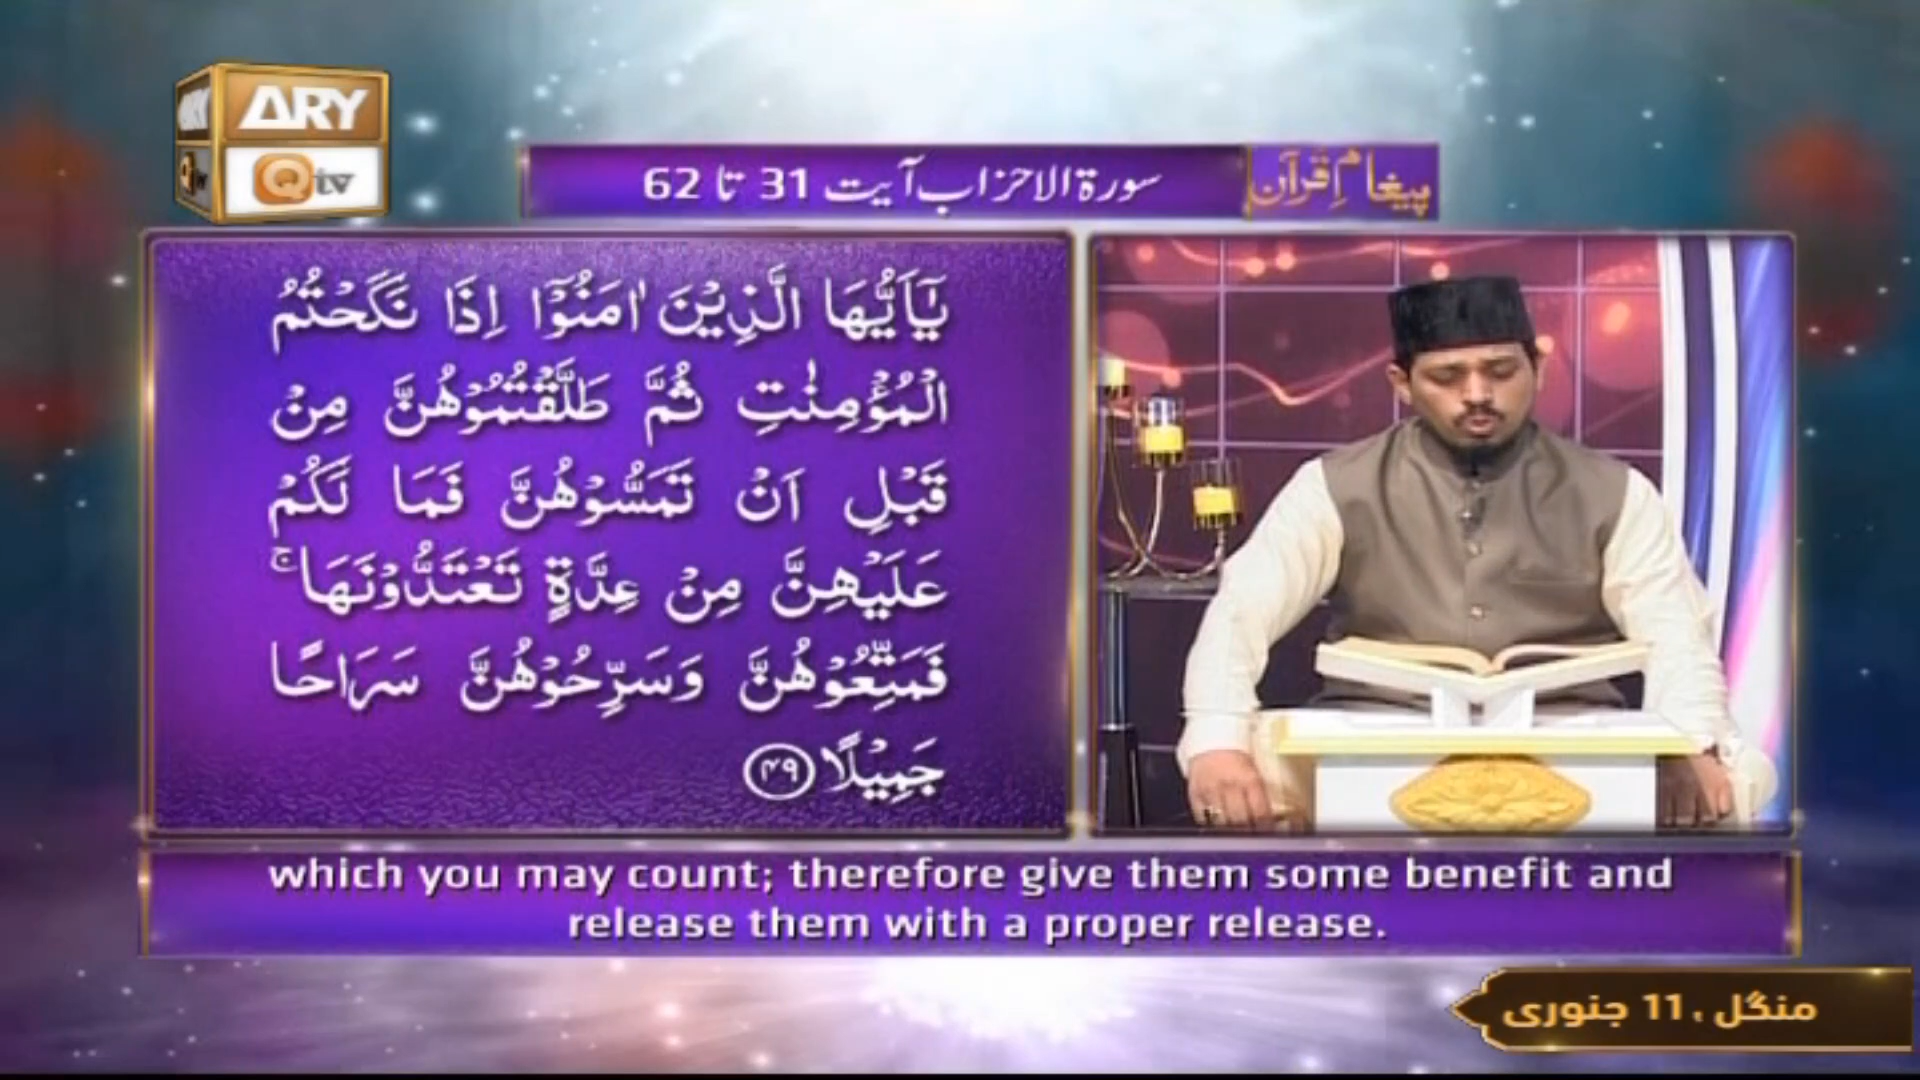 ARY
Qtv
پیغامِ قرآن
سورۃ الاحزاب آیت 31 تا 62
يٰۤاَيُّهَا الَّذِيْنَ اٰمَنُوْۤا اِذَا نَكَحْتُمُ
الْمُؤْمِنٰتِ ثُمَّ طَلَّقْتُمُوْهُنَّ مِنْ
قَبْلِ اَنْ تَمَسُّوْهُنَّ فَمَا لَكُمْ
عَلَيْهِنَّ مِنْ عِدَّةٍ تَعْتَدُّوْنَهَا ۚ
فَمَتِّعُوْهُنَّ وَسَرِّحُوْهُنَّ سَرَاحًا
جَمِيْلًا ﴿۴۹﴾
which you may count; therefore give them some benefit and
release them with a proper release.
منگل ، 11 جنوری